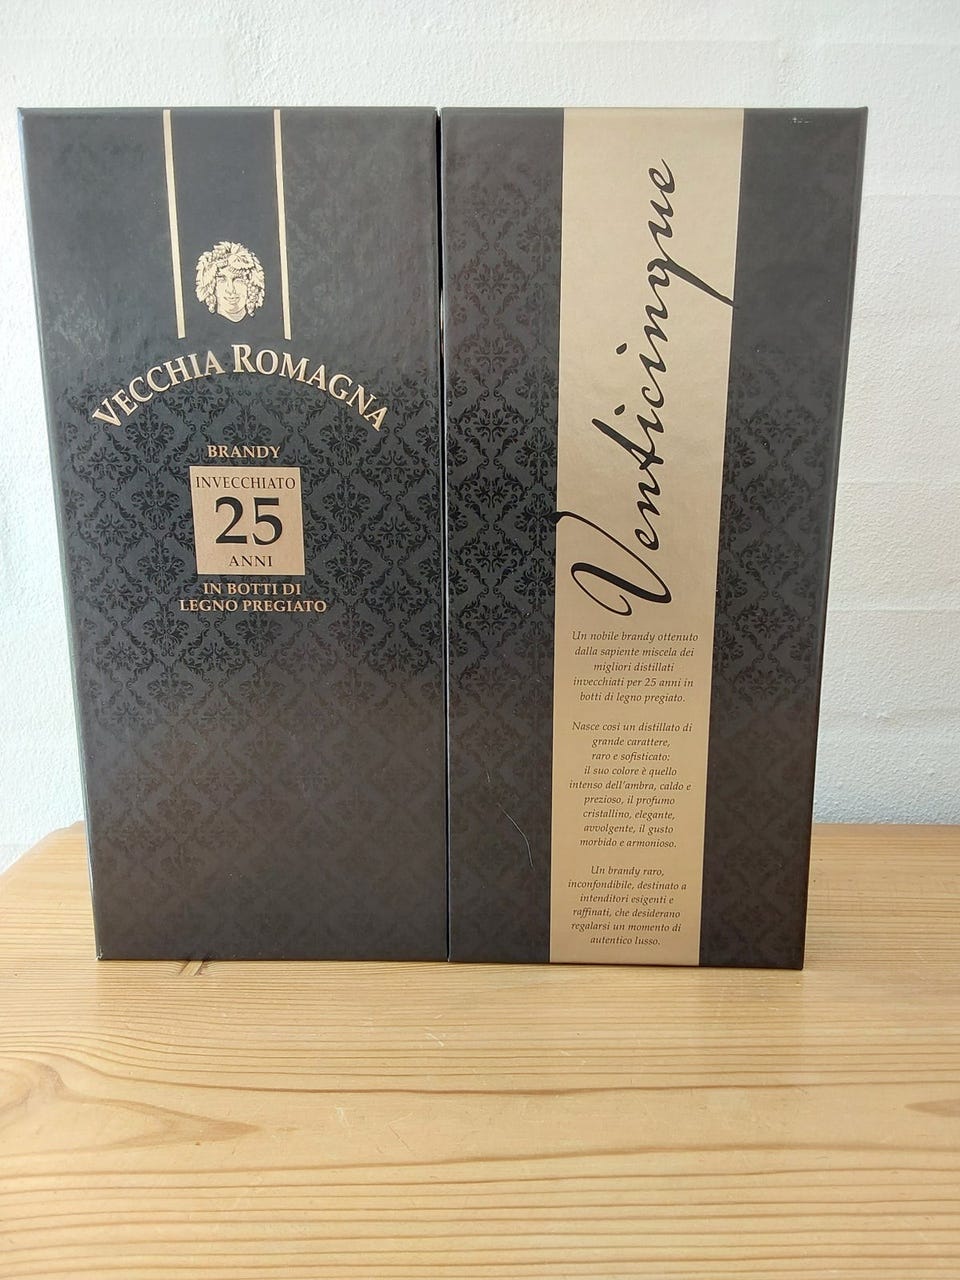 VECCHIA ROMAGNA
BRANDY
INVECCHIATO
25
ANNI
IN BOTTI DI
LEGNO PREGIATO
Venticinque
Un nobile brandy ottenuto
dalla sapiente miscela dei
migliori distillati
invecchiati per 25 anni in
botti di legno pregiato.
Nasce così un distillato di
grande carattere,
raro e sofisticato:
il suo colore è quello
intenso dell'ambra, caldo e
prezioso, il profumo
cristallino, elegante,
avvolgente, il gusto
morbido e armonioso.
Un brandy raro,
inconfondibile, destinato a
intenditori esigenti e
raffinati, che desiderano
regalarsi un momento di
autentico lusso.